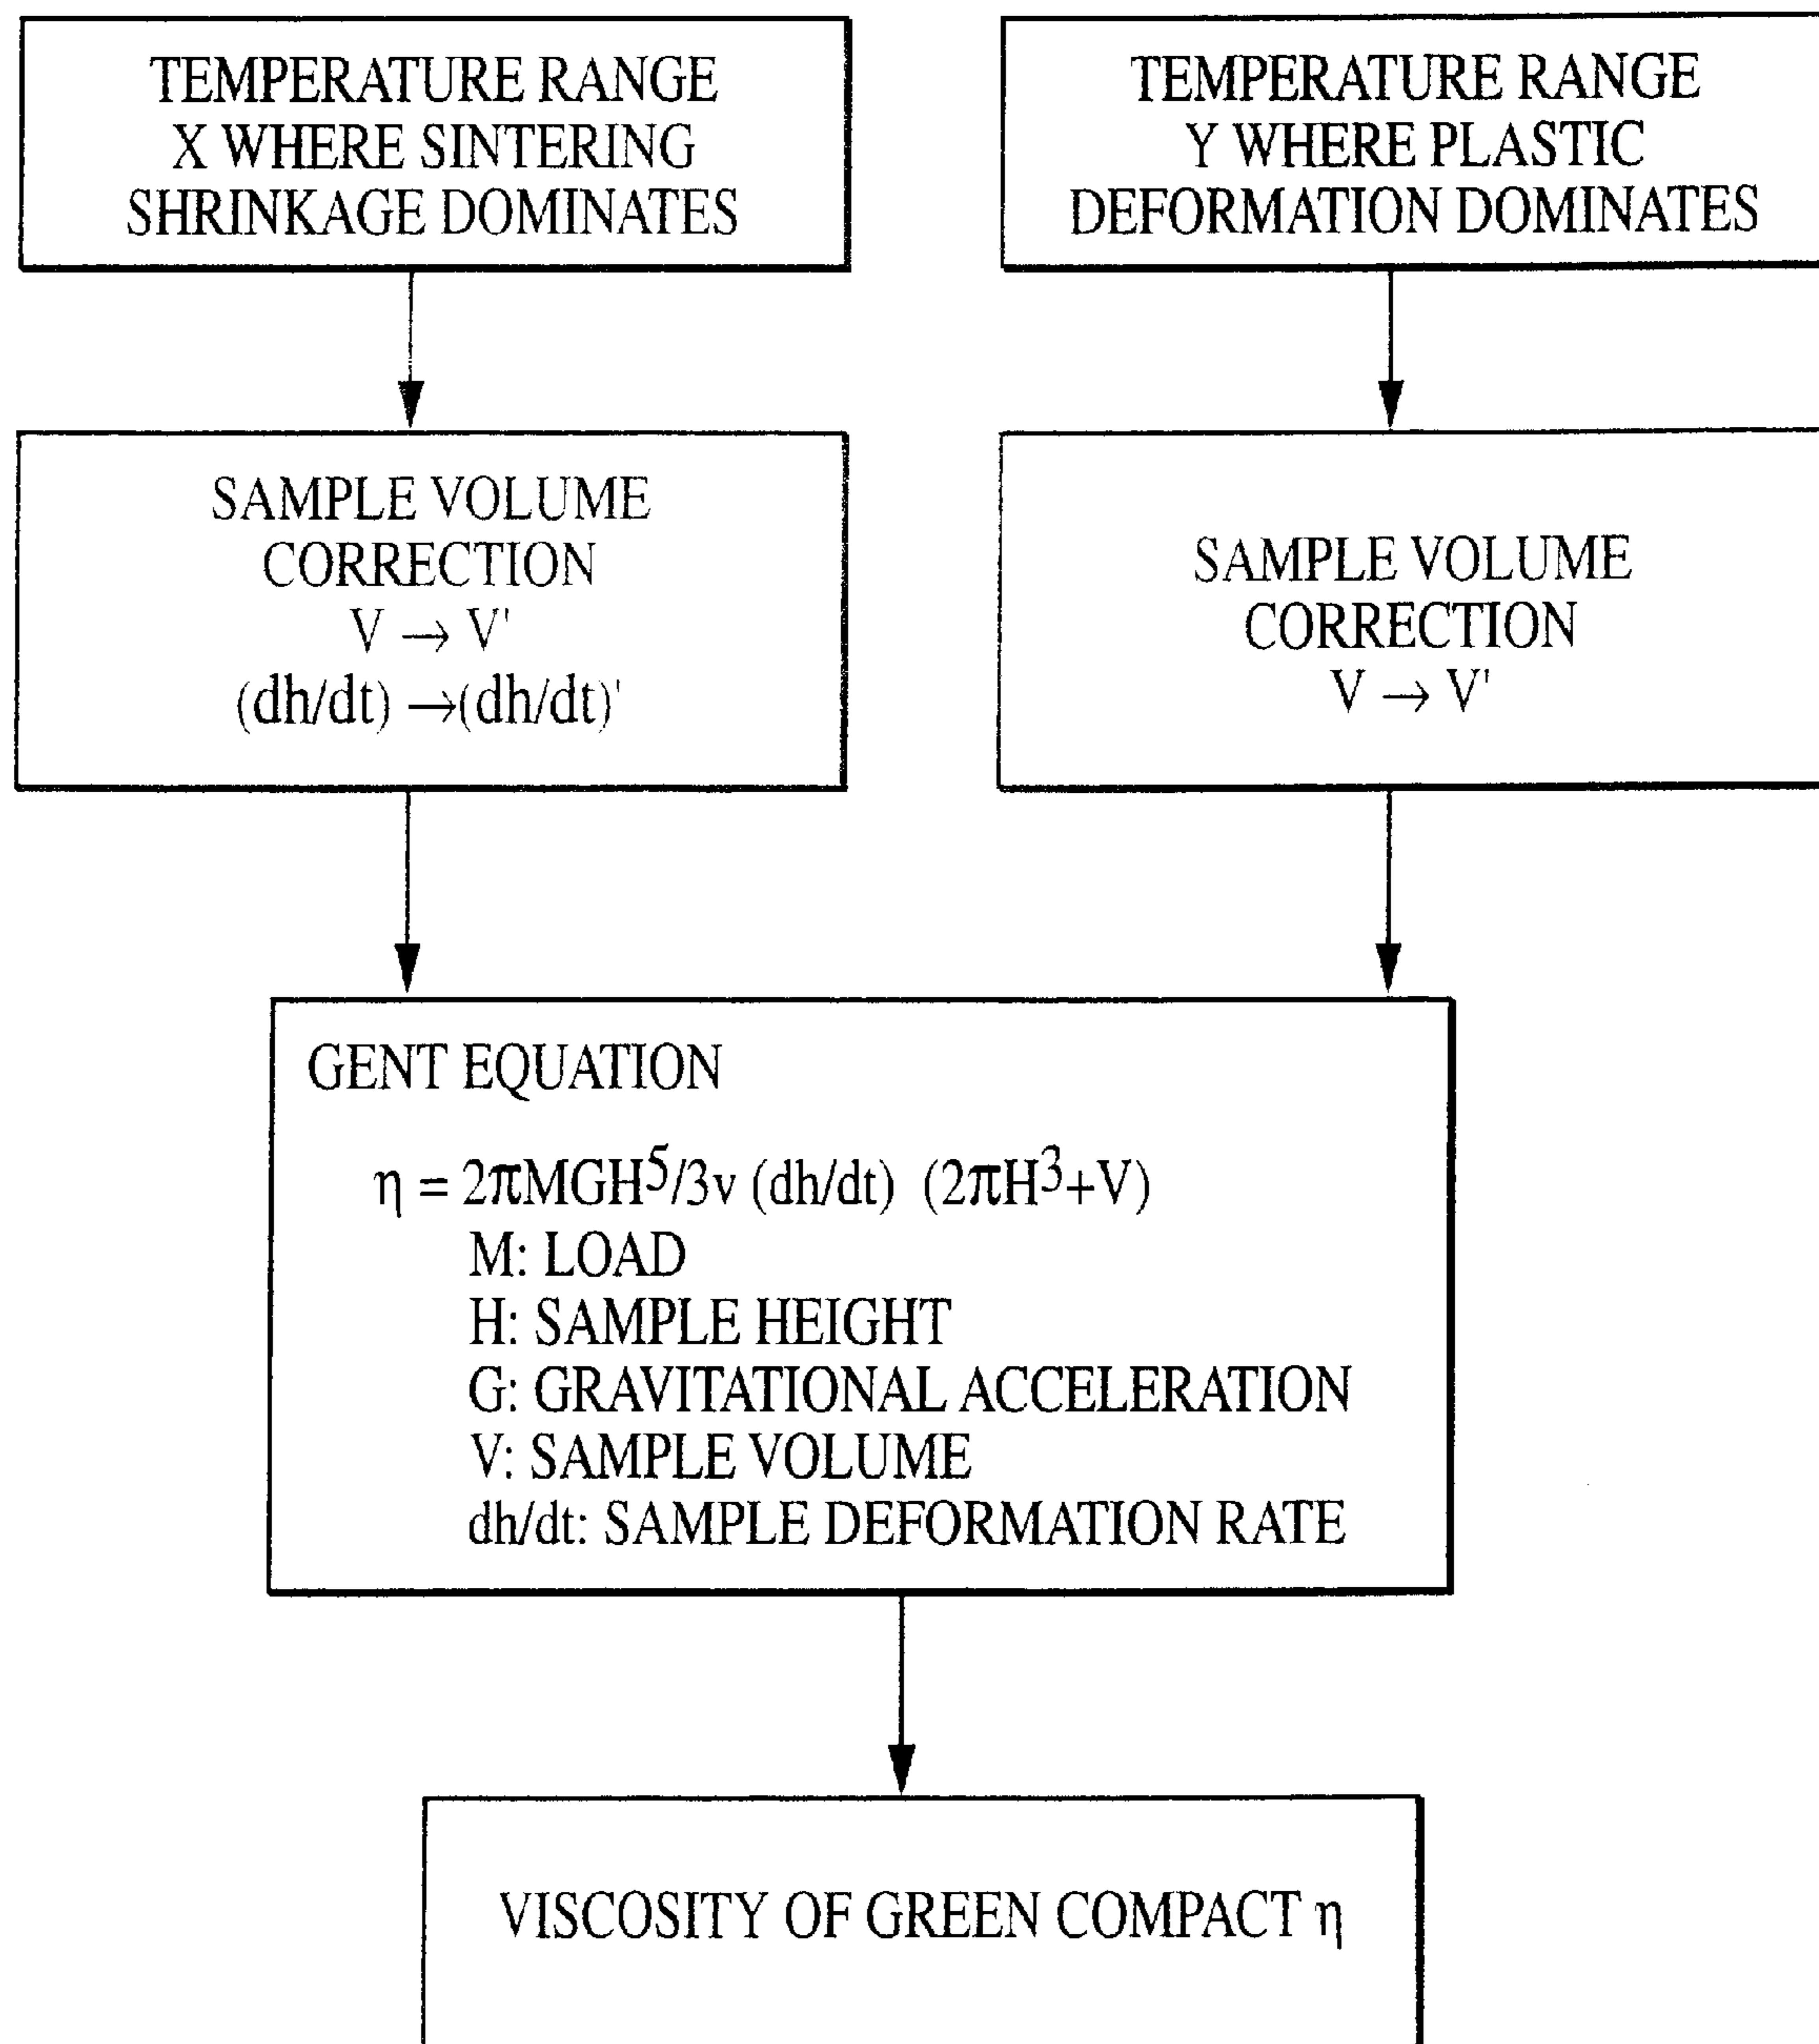 TEMPERATURE RANGE
X WHERE SINTERING
SHRINKAGE DOMINATES
TEMPERATURE RANGE
Y WHERE PLASTIC
DEFORMATION DOMINATES
SAMPLE VOLUME
CORRECTION
V → V'
(dh/dt) →(dh/dt)'
SAMPLE VOLUME
CORRECTION
V → V'
GENT EQUATION
η = 2πMGH⁵/3v (dh/dt) (2πH³+V)
M: LOAD
H: SAMPLE HEIGHT
G: GRAVITATIONAL ACCELERATION
V: SAMPLE VOLUME
dh/dt: SAMPLE DEFORMATION RATE
VISCOSITY OF GREEN COMPACT η